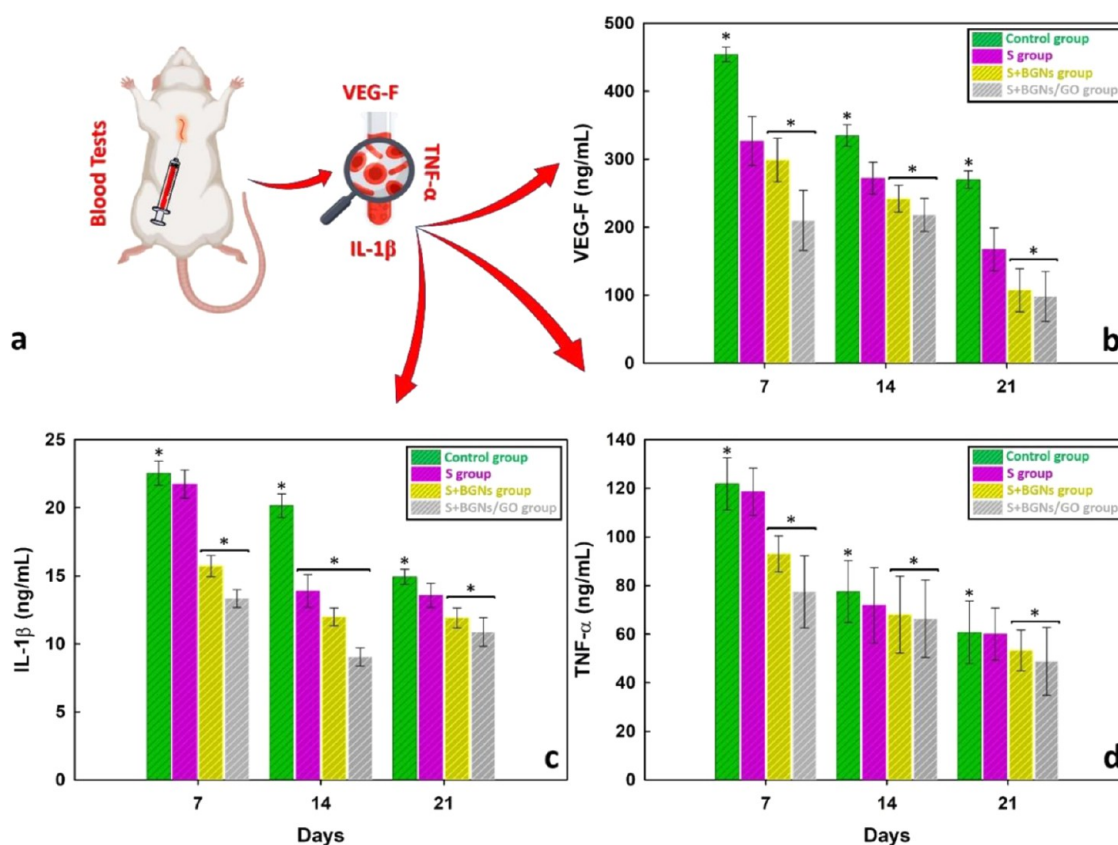 Blood Tests
VEG-F
TNF-α
IL-1β
a
500
400
300
200
100
0
VEG-F (ng/mL)
Control group
S group
S+BGNs group
S+BGNs/GO group
*
*
*
*
*
*
7
14
21
b
25
20
15
10
5
0
IL-1β (ng/mL)
Control group
S group
S+BGNs group
S+BGNs/GO group
*
*
*
*
*
*
7
14
21
Days
c
140
120
100
80
60
40
20
0
TNF-α (ng/mL)
Control group
S group
S+BGNs group
S+BGNs/GO group
*
*
*
*
*
*
7
14
21
Days
d